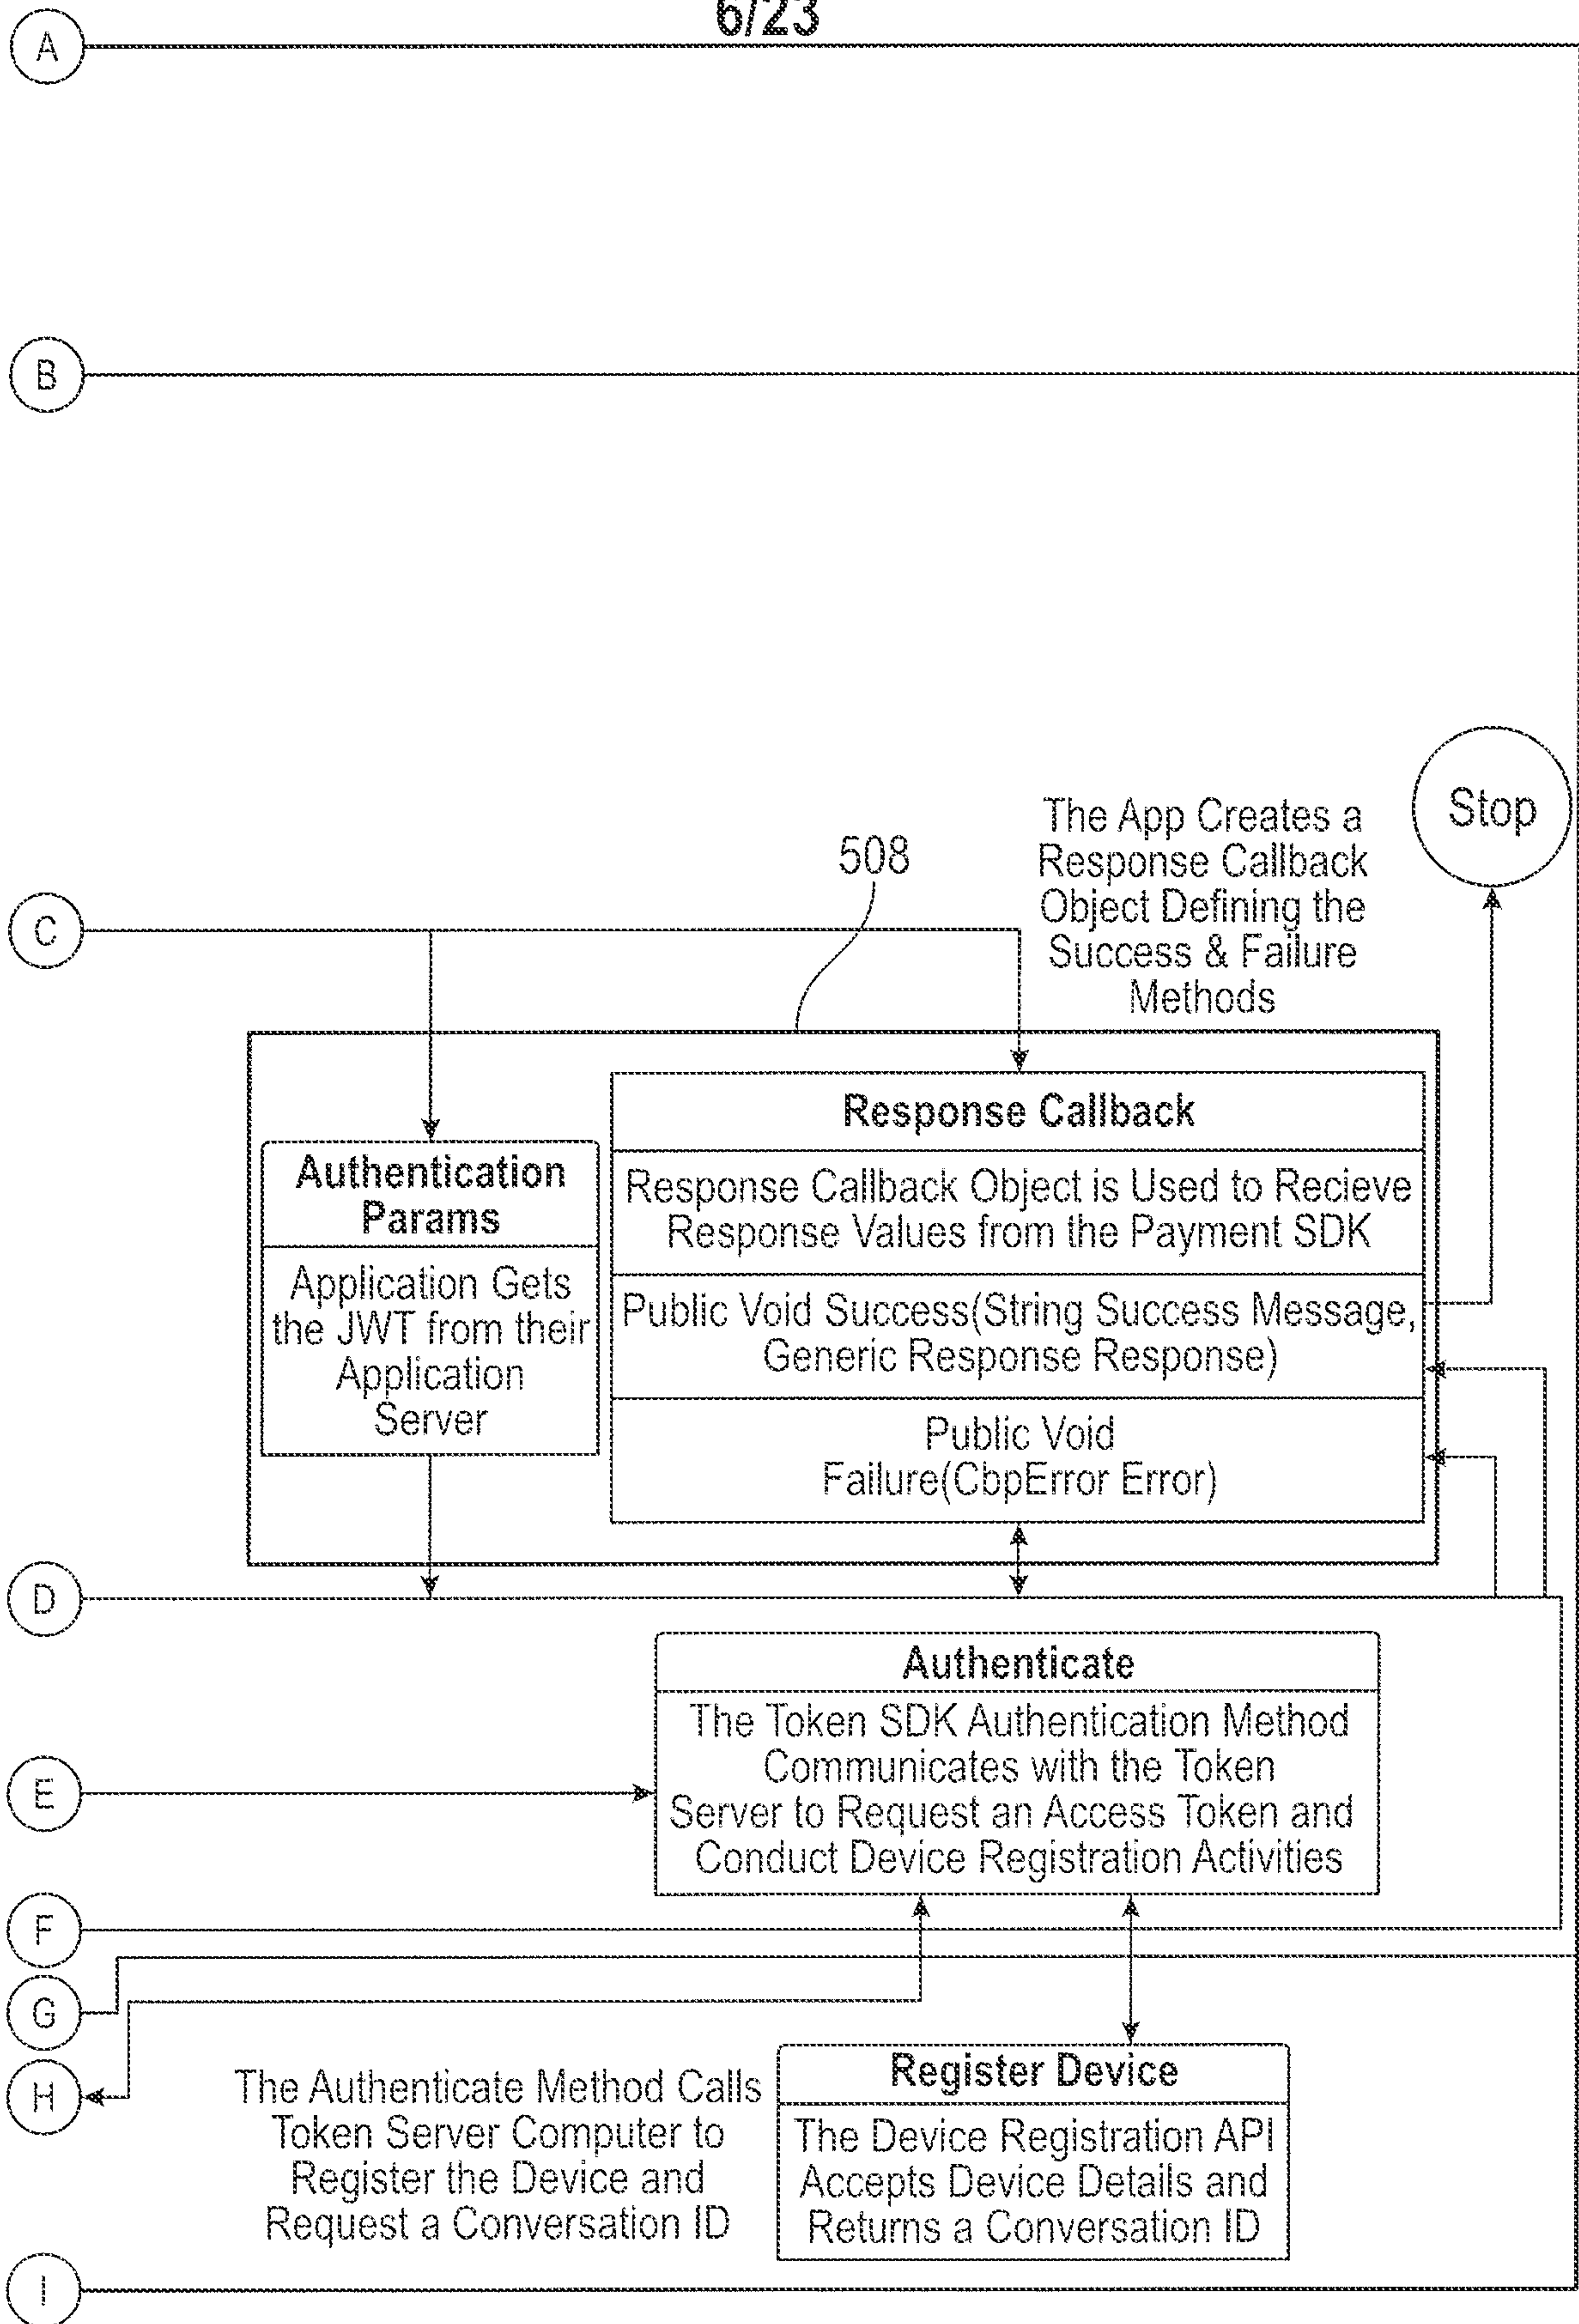 6/23
A
B
Stop
The App Creates a
Response Callback
Object Defining the
Success & Failure
Methods
508
C
Response Callback
Response Callback Object is Used to Recieve
Response Values from the Payment SDK
Public Void Success(String Success Message,
Generic Response Response)
Public Void
Failure(CbpError Error)
Authentication
Params
Application Gets
the JWT from their
Application
Server
D
Authenticate
The Token SDK Authentication Method
Communicates with the Token
Server to Request an Access Token and
Conduct Device Registration Activities
E
F
G
H
The Authenticate Method Calls
Token Server Computer to
Register the Device and
Request a Conversation ID
Register Device
The Device Registration API
Accepts Device Details and
Returns a Conversation ID
I